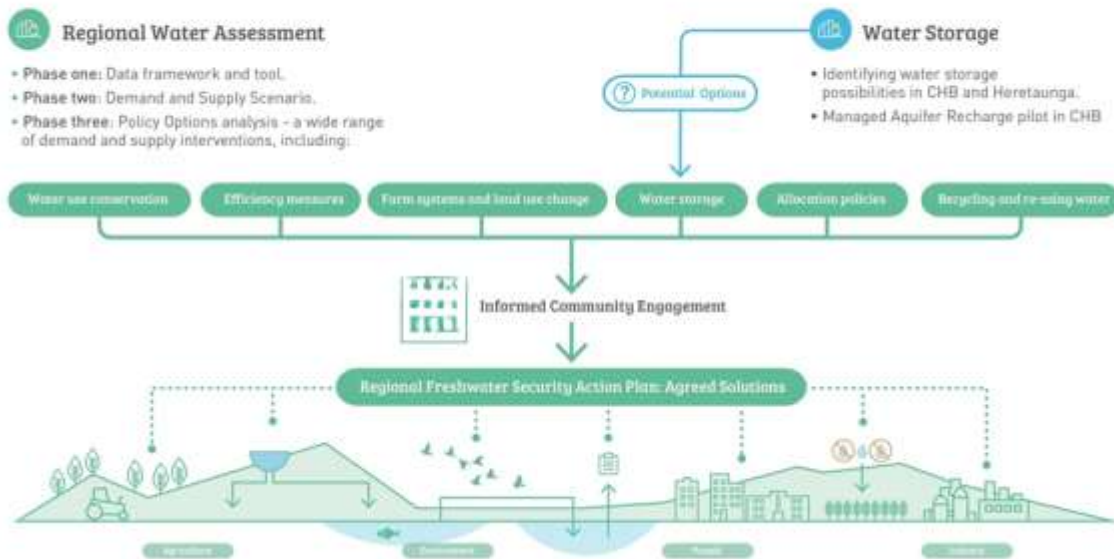 Regional Water Assessment
• Phase one: Data framework and tool.
• Phase two: Demand and Supply Scenario.
• Phase three: Policy Options analysis - a wide range
of demand and supply interventions, including:
Water Storage
• Identifying water storage
possibilities in CHB and Heretaunga.
• Managed Aquifer Recharge pilot in CHB
? Potential Options
Water use conservation
Efficiency measures
Farm systems and land use change
Water storage
Allocation policies
Recycling and re-using water
Informed Community Engagement
Regional Freshwater Security Action Plan: Agreed Solutions
Agriculture
Environment
People
Industry